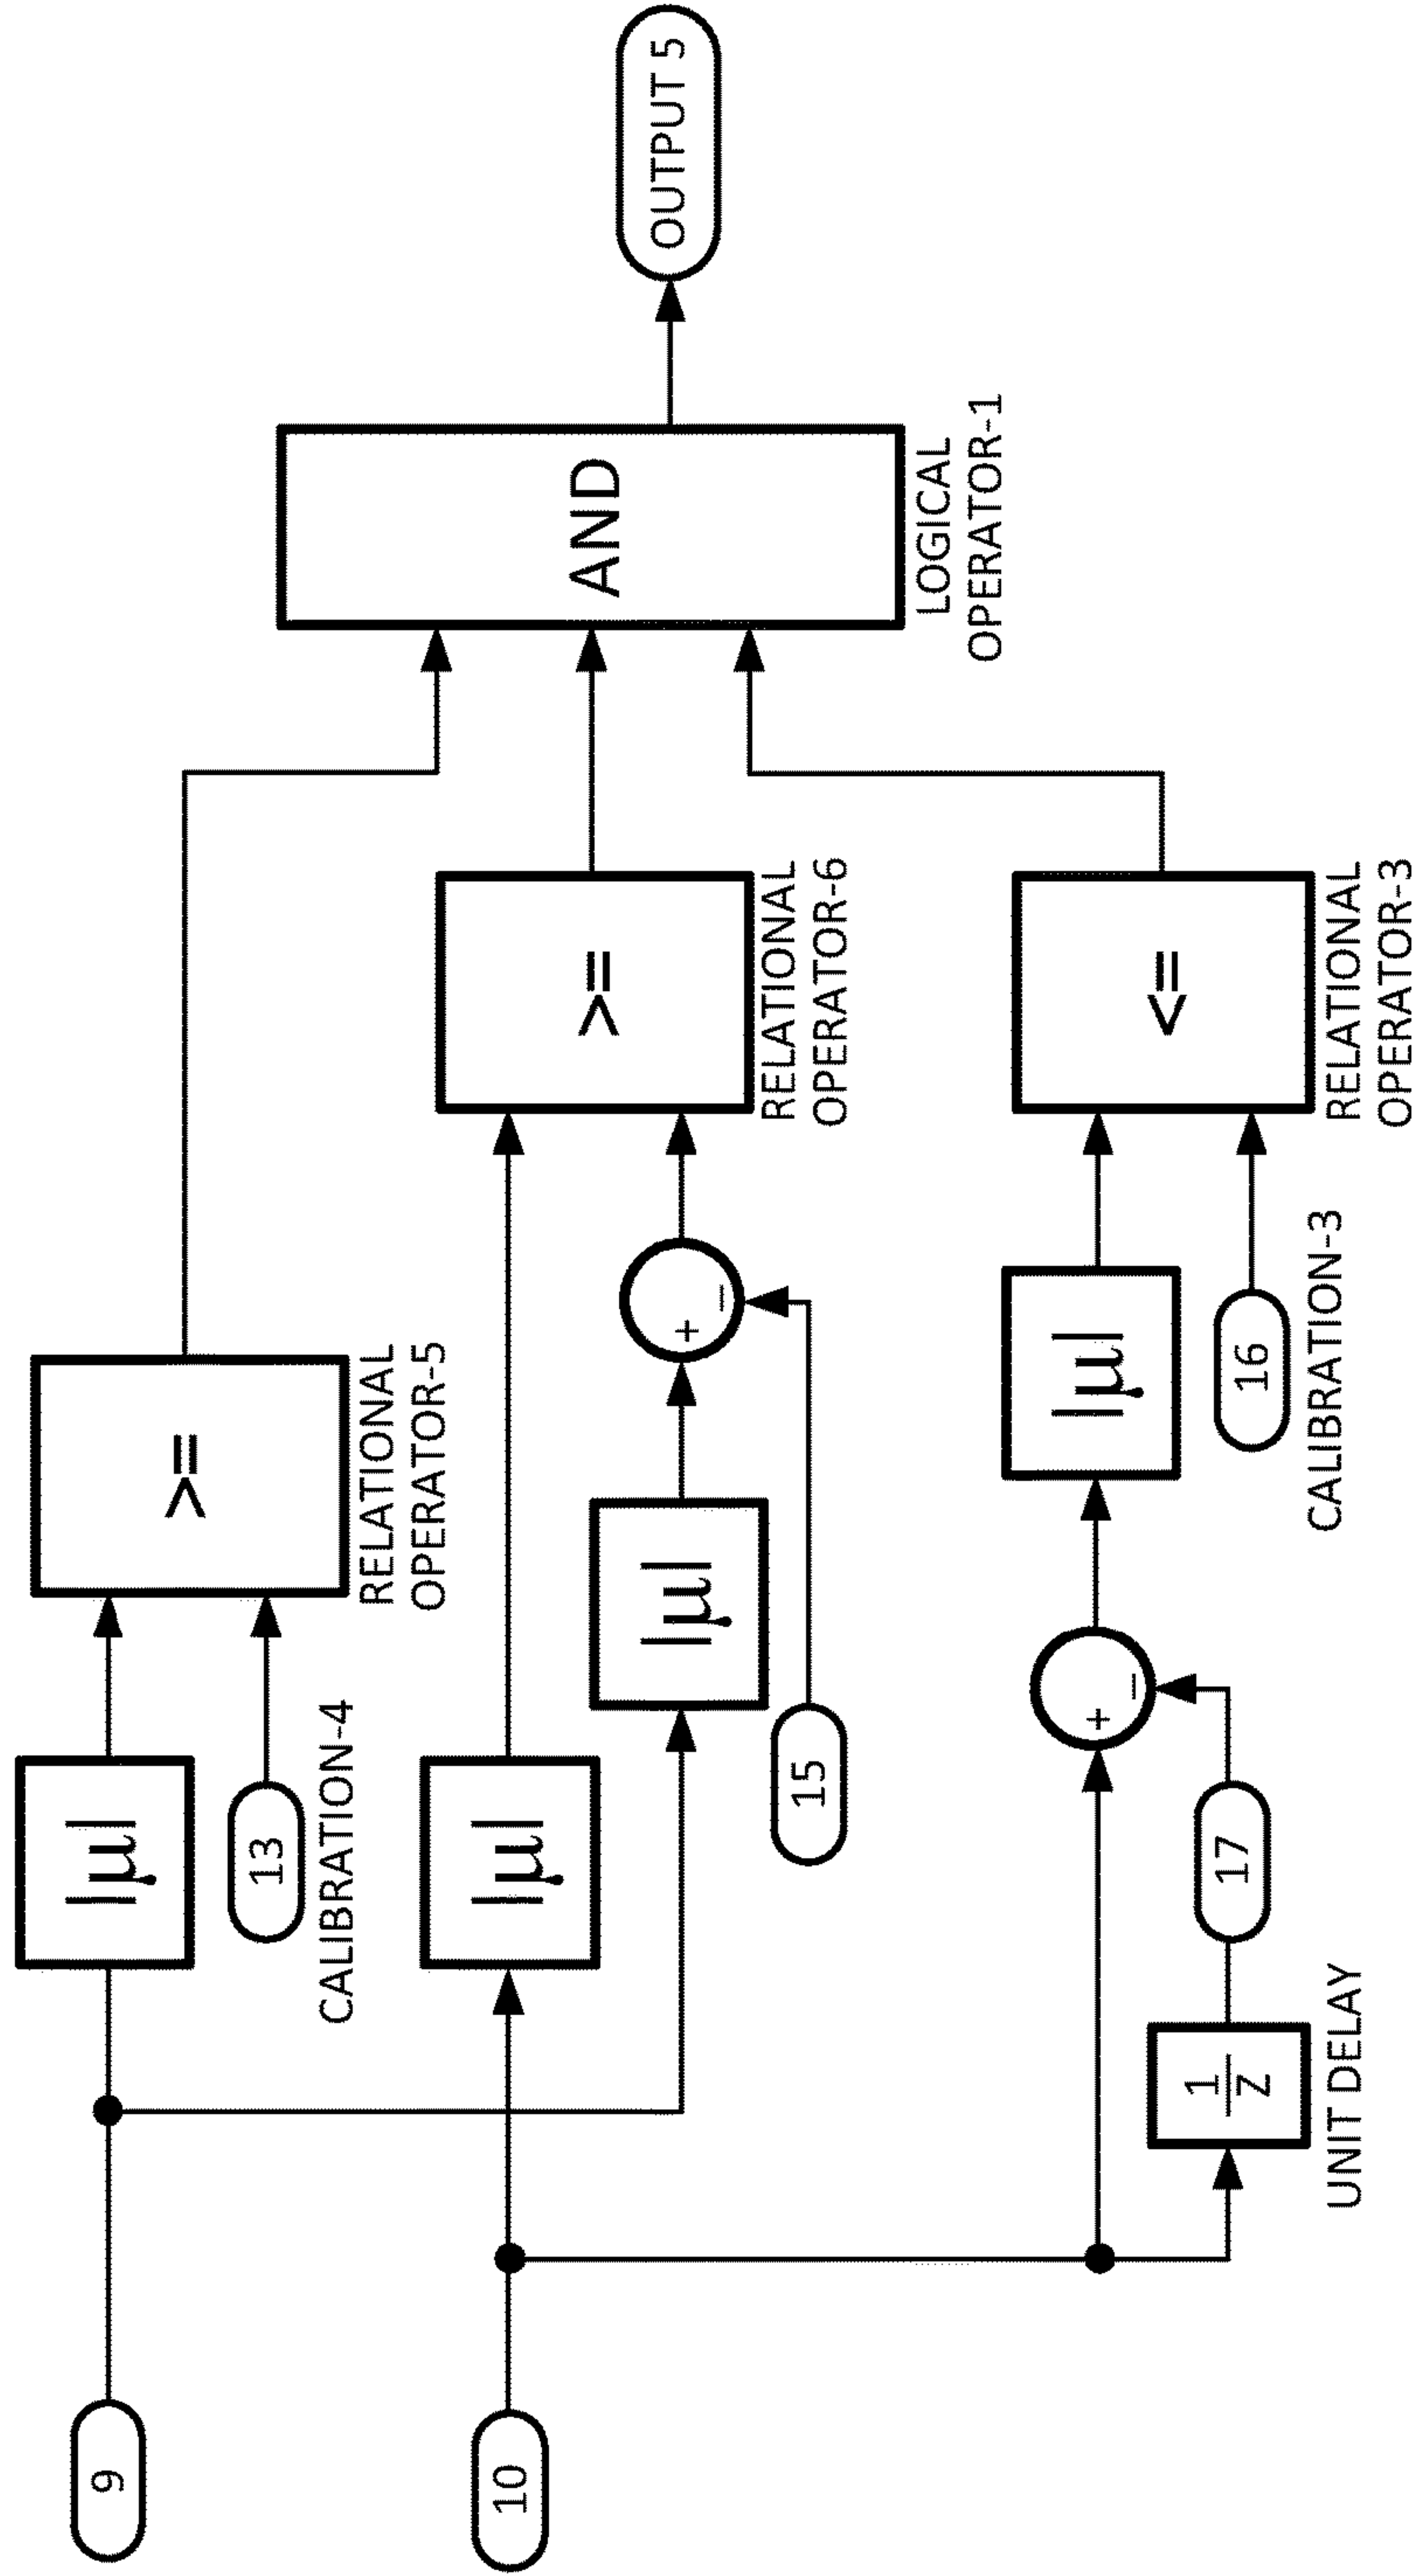 9
|µ|
>=
13
CALIBRATION-4
RELATIONAL
OPERATOR-5
10
|µ|
>=
|µ|
+
−
15
RELATIONAL
OPERATOR-6
AND
LOGICAL
OPERATOR-1
OUTPUT 5
+
−
|µ|
<=
1
Z
UNIT DELAY
17
16
CALIBRATION-3
RELATIONAL
OPERATOR-3